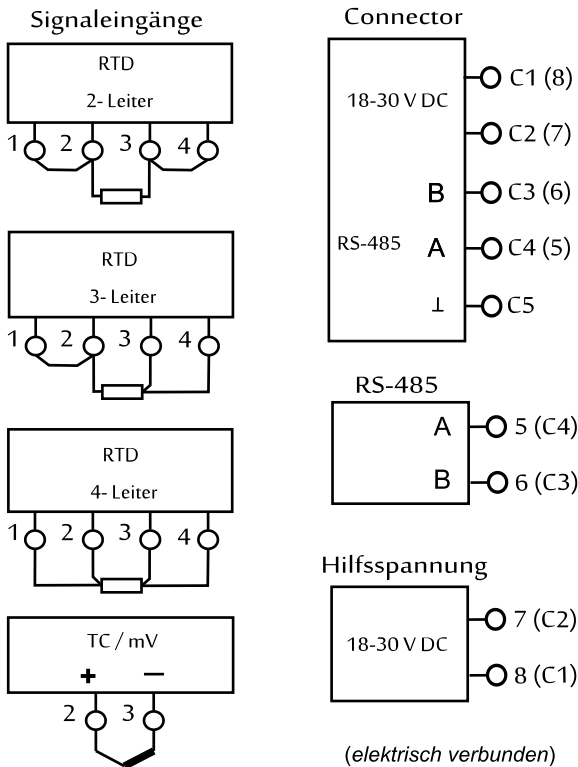 Signaleingänge
RTD
2- Leiter
1 2 3 4
RTD
3- Leiter
1 2 3 4
RTD
4- Leiter
1 2 3 4
TC / mV
+ −
2 3
Connector
18-30 V DC
C1 (8)
C2 (7)
B C3 (6)
RS-485 A C4 (5)
⊥ C5
RS-485
A 5 (C4)
B 6 (C3)
Hilfsspannung
18-30 V DC
7 (C2)
8 (C1)
(elektrisch verbunden)